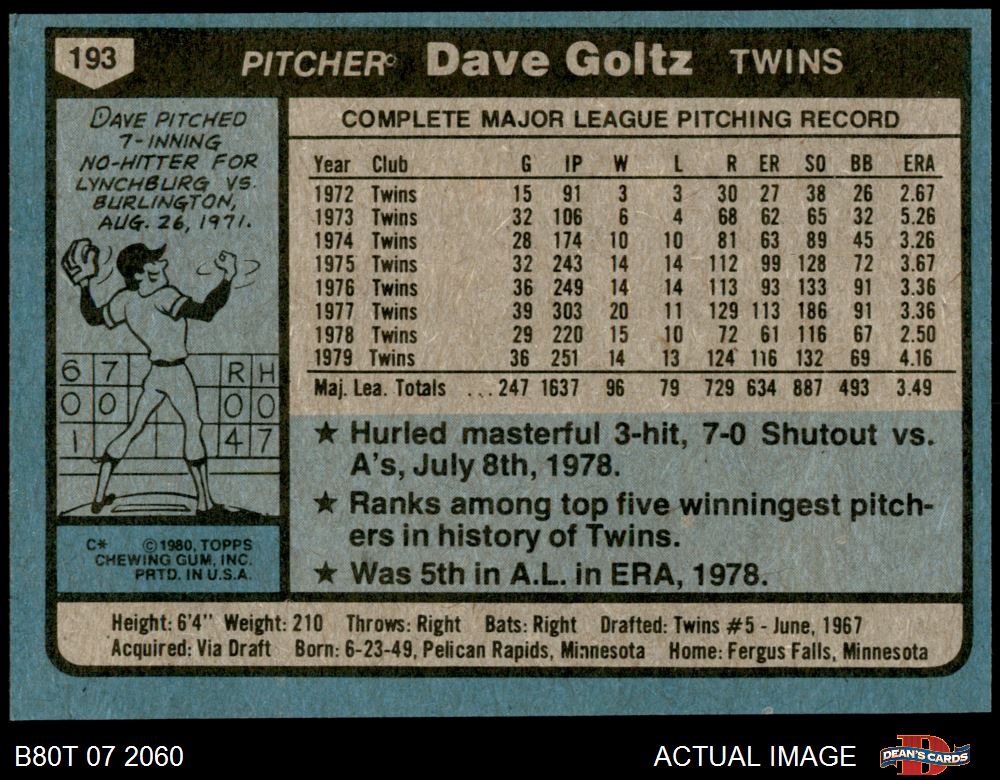 193 PITCHER Dave Goltz TWINS
DAVE PITCHED
7-INNING
NO-HITTER FOR
LYNCHBURG VS.
BURLINGTON,
AUG. 26, 1971.
6 7 R H
0 0 0 0
1 4 7
C* ©1980, TOPPS
CHEWING GUM, INC.
PRTD. IN U.S.A.
COMPLETE MAJOR LEAGUE PITCHING RECORD
Year Club G IP W L R ER SO BB ERA
1972 Twins 15 91 3 3 30 27 38 26 2.67
1973 Twins 32 106 6 4 68 62 65 32 5.26
1974 Twins 28 174 10 10 81 63 89 45 3.26
1975 Twins 32 243 14 14 112 99 128 72 3.67
1976 Twins 36 249 14 14 113 93 133 91 3.36
1977 Twins 39 303 20 11 129 113 186 91 3.36
1978 Twins 29 220 15 10 72 61 116 67 2.50
1979 Twins 36 251 14 13 124 116 132 69 4.16
Maj. Lea. Totals ... 247 1637 96 79 729 634 887 493 3.49
★ Hurled masterful 3-hit, 7-0 Shutout vs.
A's, July 8th, 1978.
★ Ranks among top five winningest pitch-
ers in history of Twins.
★ Was 5th in A.L. in ERA, 1978.
Height: 6'4" Weight: 210 Throws: Right Bats: Right Drafted: Twins #5 - June, 1967
Acquired: Via Draft Born: 6-23-49, Pelican Rapids, Minnesota Home: Fergus Falls, Minnesota
B80T 07 2060 ACTUAL IMAGE DEAN'S CARDS